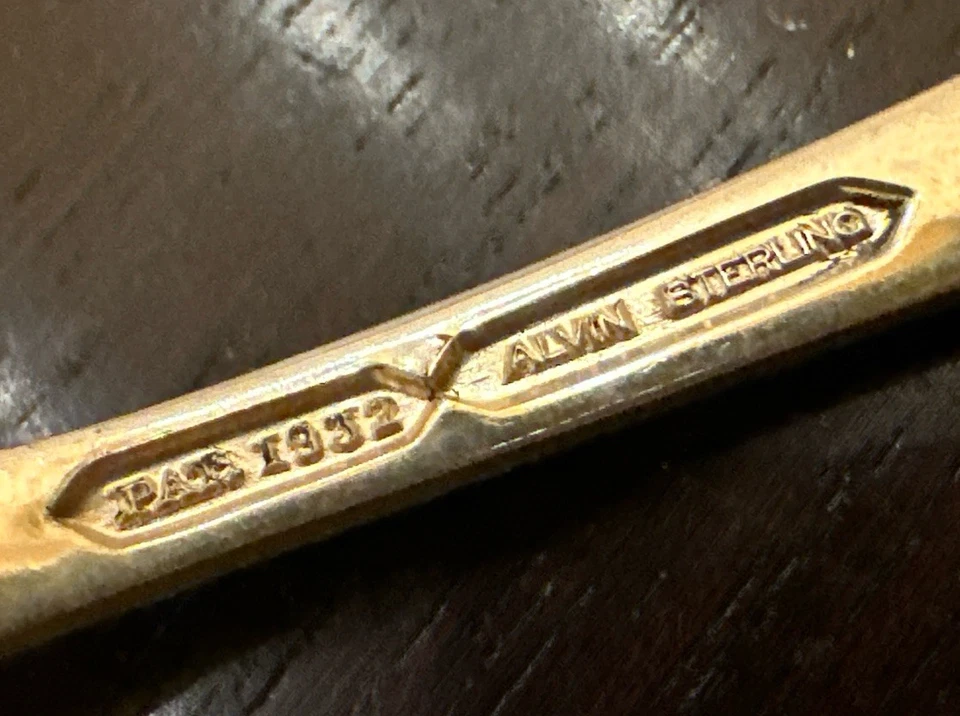 PAT 1932 ALVIN STERLING